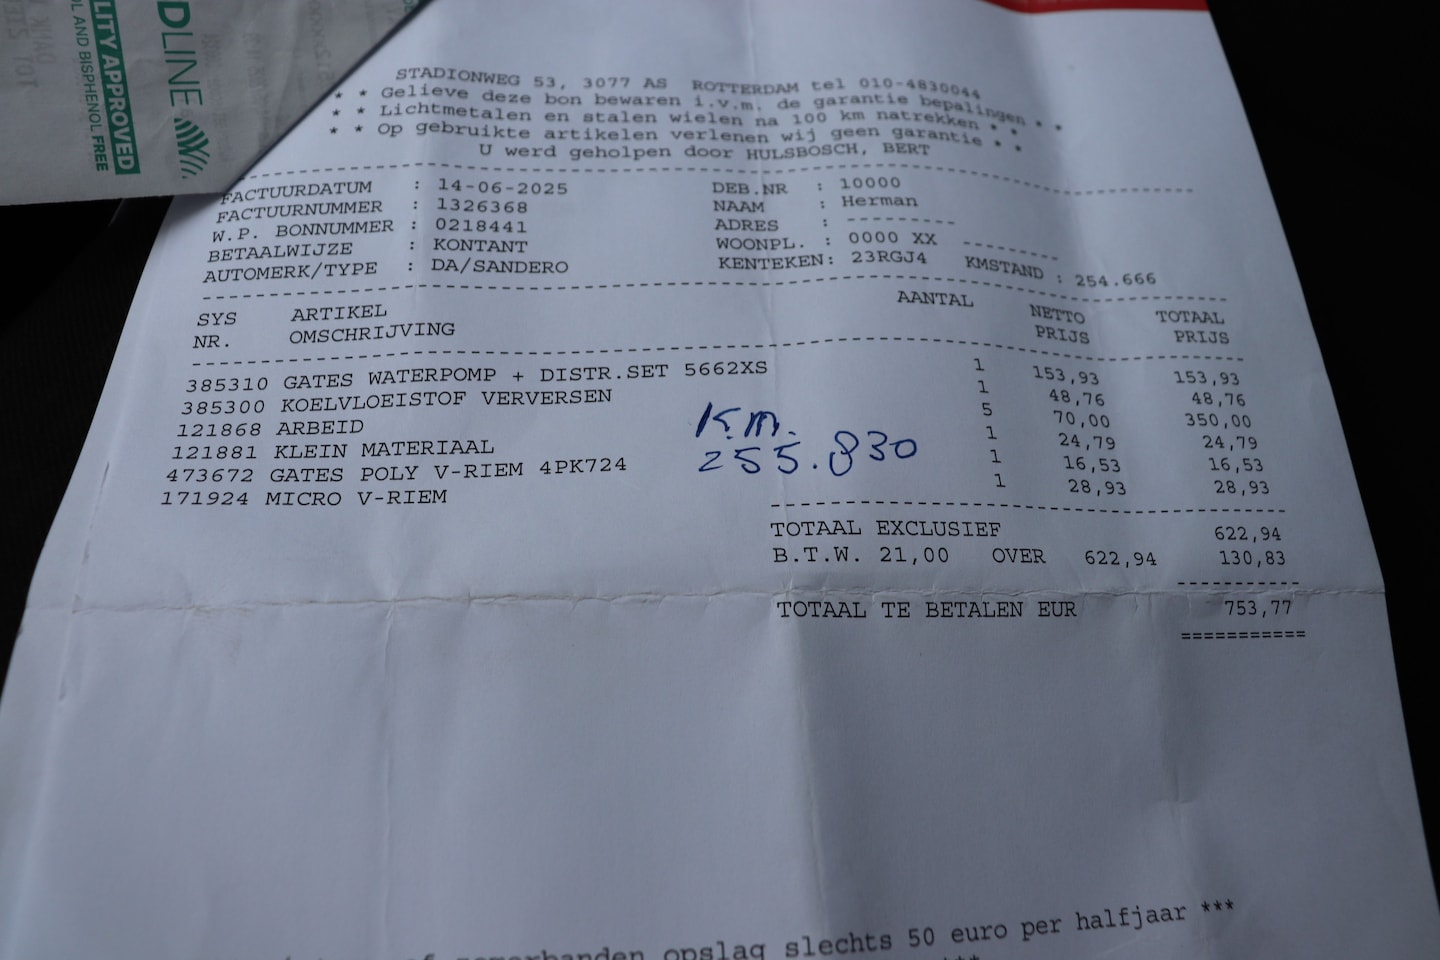 DLINE
LITY APPROVED
OL AND BISPHENOL FREE
STADIONWEG 53, 3077 AS ROTTERDAM tel 010-4830044
* * Gelieve deze bon bewaren i.v.m. de garantie bepalingen * *
* * Lichtmetalen en stalen wielen na 100 km natrekken * *
* * Op gebruikte artikelen verlenen wij geen garantie * *
U werd geholpen door HULSBOSCH, BERT
FACTUURDATUM : 14-06-2025 DEB.NR : 10000
FACTUURNUMMER : 1326368 NAAM : Herman
W.P. BONNUMMER : 0218441 ADRES : ----------
BETAALWIJZE : KONTANT WOONPL. : 0000 XX ---------
AUTOMERK/TYPE : DA/SANDERO KENTEKEN: 23RGJ4 KMSTAND : 254.666
SYS ARTIKEL AANTAL NETTO TOTAAL
NR. OMSCHRIJVING PRIJS PRIJS
385310 GATES WATERPOMP + DISTR.SET 5662XS 1 153,93 153,93
385300 KOELVLOEISTOF VERVERSEN 1 48,76 48,76
121868 ARBEID 5 70,00 350,00
121881 KLEIN MATERIAAL 1 24,79 24,79
473672 GATES POLY V-RIEM 4PK724 1 16,53 16,53
171924 MICRO V-RIEM 1 28,93 28,93
K.m.
255.830
TOTAAL EXCLUSIEF 622,94
B.T.W. 21,00 OVER 622,94 130,83
TOTAAL TE BETALEN EUR 753,77
===========
opslag slechts 50 euro per halfjaar ***
***